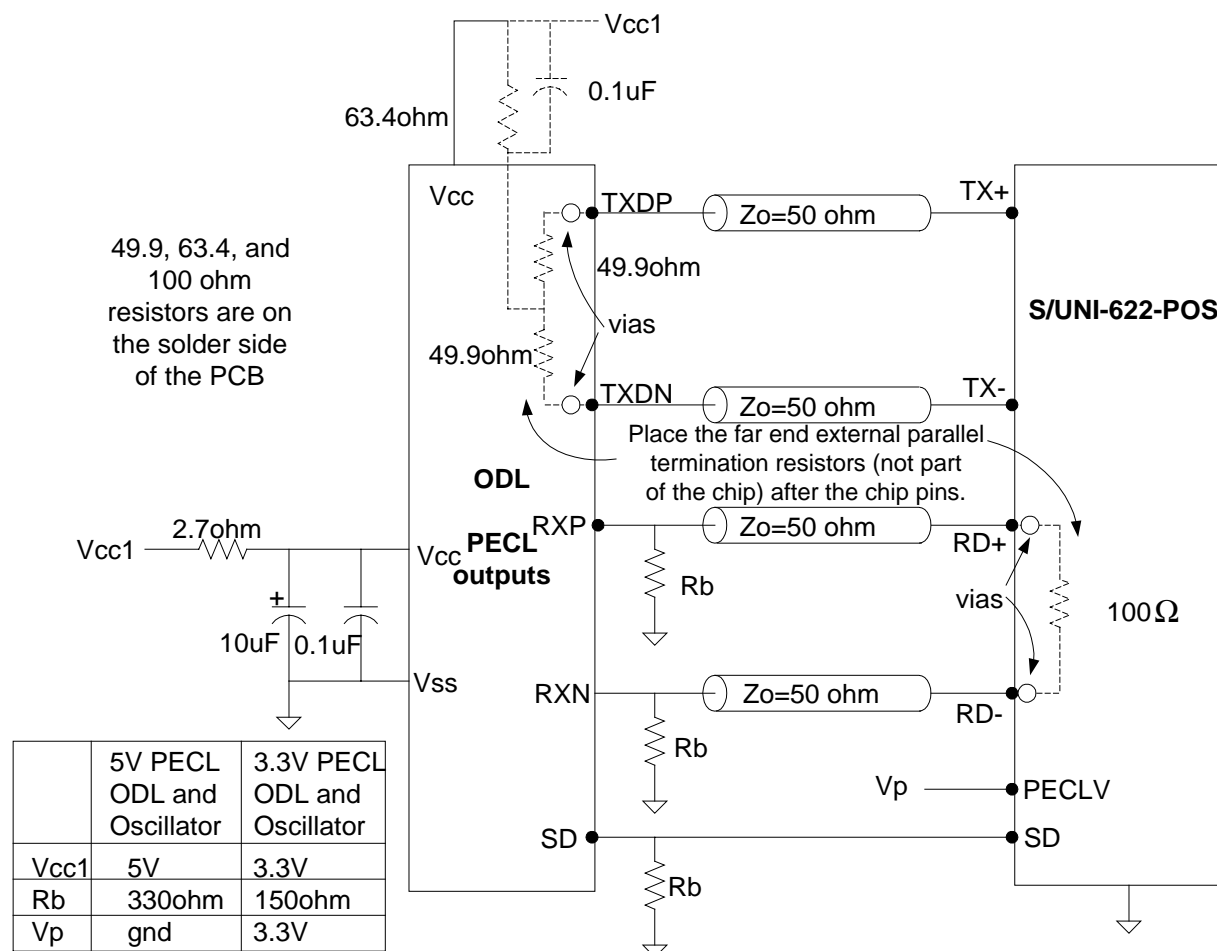 Vcc1
0.1uF
63.4ohm
Vcc
TXDP
Zo=50 ohm
TX+
49.9, 63.4, and
100 ohm
resistors are on
the solder side
of the PCB
49.9ohm
S/UNI-622-POS
vias
49.9ohm
TXDN
Zo=50 ohm
TX-
Place the far end external parallel
termination resistors (not part
of the chip) after the chip pins.
ODL
RXP
Zo=50 ohm
RD+
2.7ohm
Vcc1
Vcc
PECL
outputs
Rb
vias
100Ω
+
10uF
0.1uF
Vss
RXN
Zo=50 ohm
RD-
Rb
Vp
PECLV
SD
SD
Rb
5V PECL
ODL and
Oscillator
3.3V PECL
ODL and
Oscillator
Vcc1 5V 3.3V
Rb 330ohm 150ohm
Vp gnd 3.3V